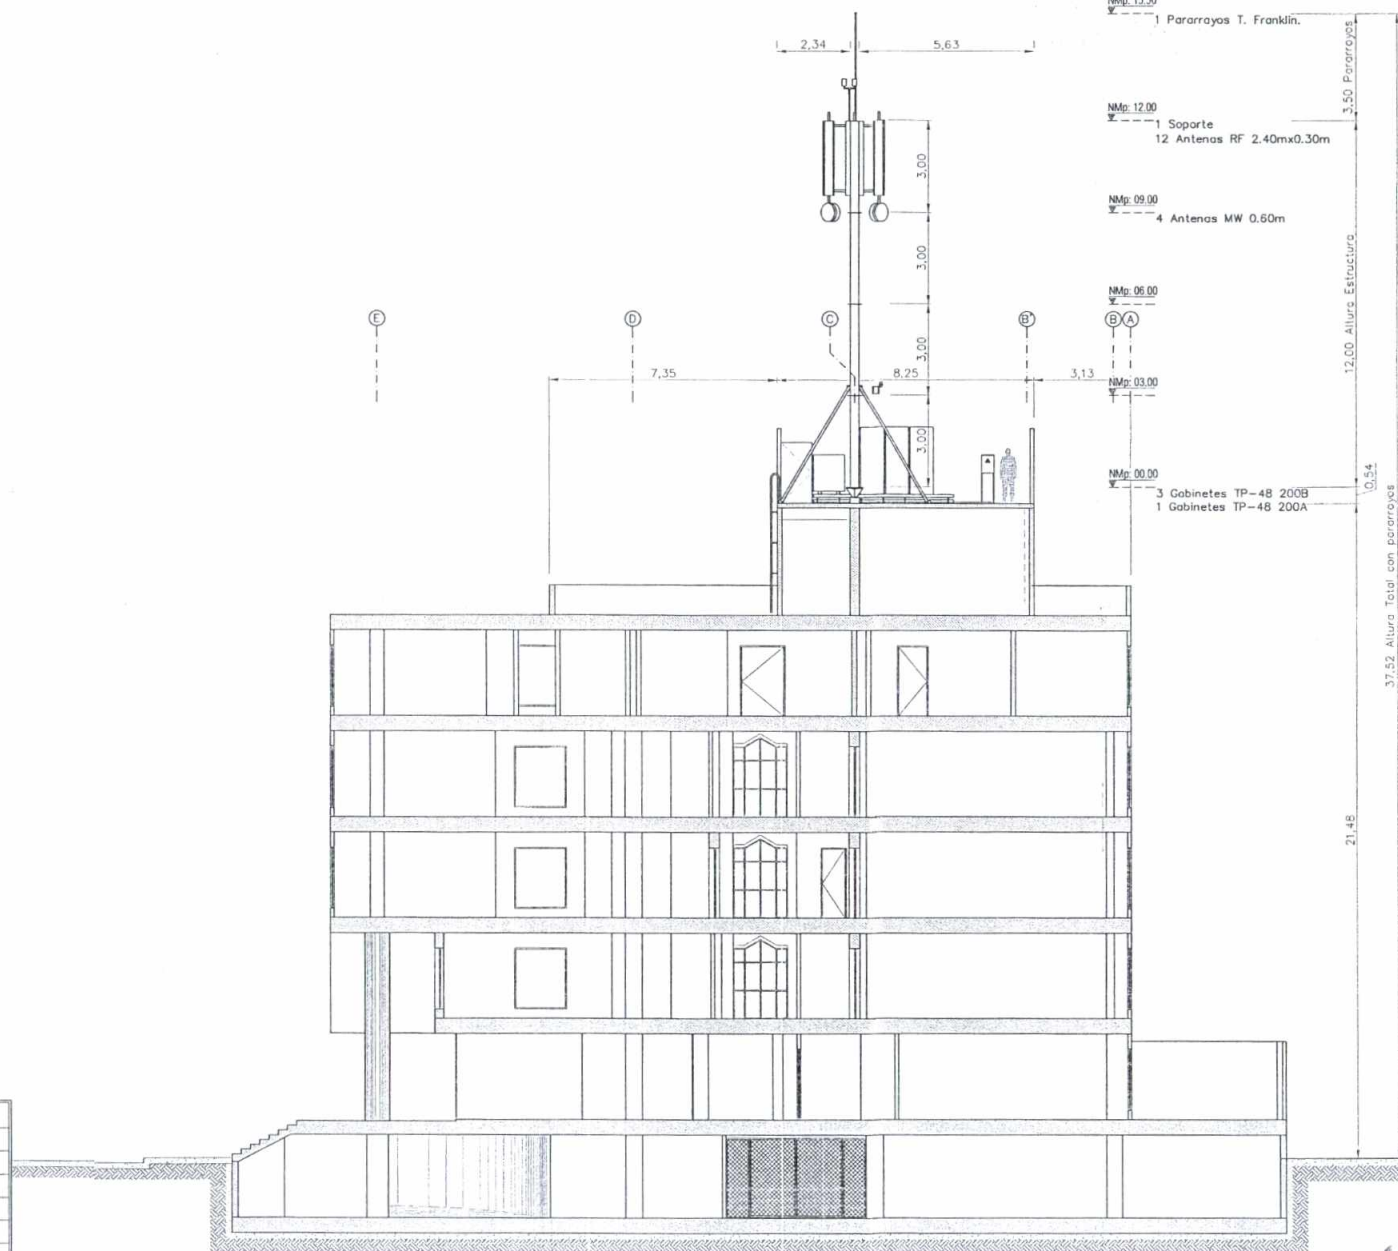 NMp: 15.50
1 Pararrayos T. Franklin.
2,34
5,63
3,50 Pararrayos
NMp: 12.00
1 Soporte
12 Antenas RF 2.40mx0.30m
3,00
NMp: 09.00
4 Antenas MW 0.60m
3,00
12,00 Altura Estructura
NMp: 06.00
E
D
C
B'
B
A
3,00
7,35
8,25
3,13
NMp: 03.00
3,00
NMp: 00.00
0,54
3 Gabinetes TP-48 200B
1 Gabinetes TP-48 200A
37,52 Altura Total con pararrayos
21,48